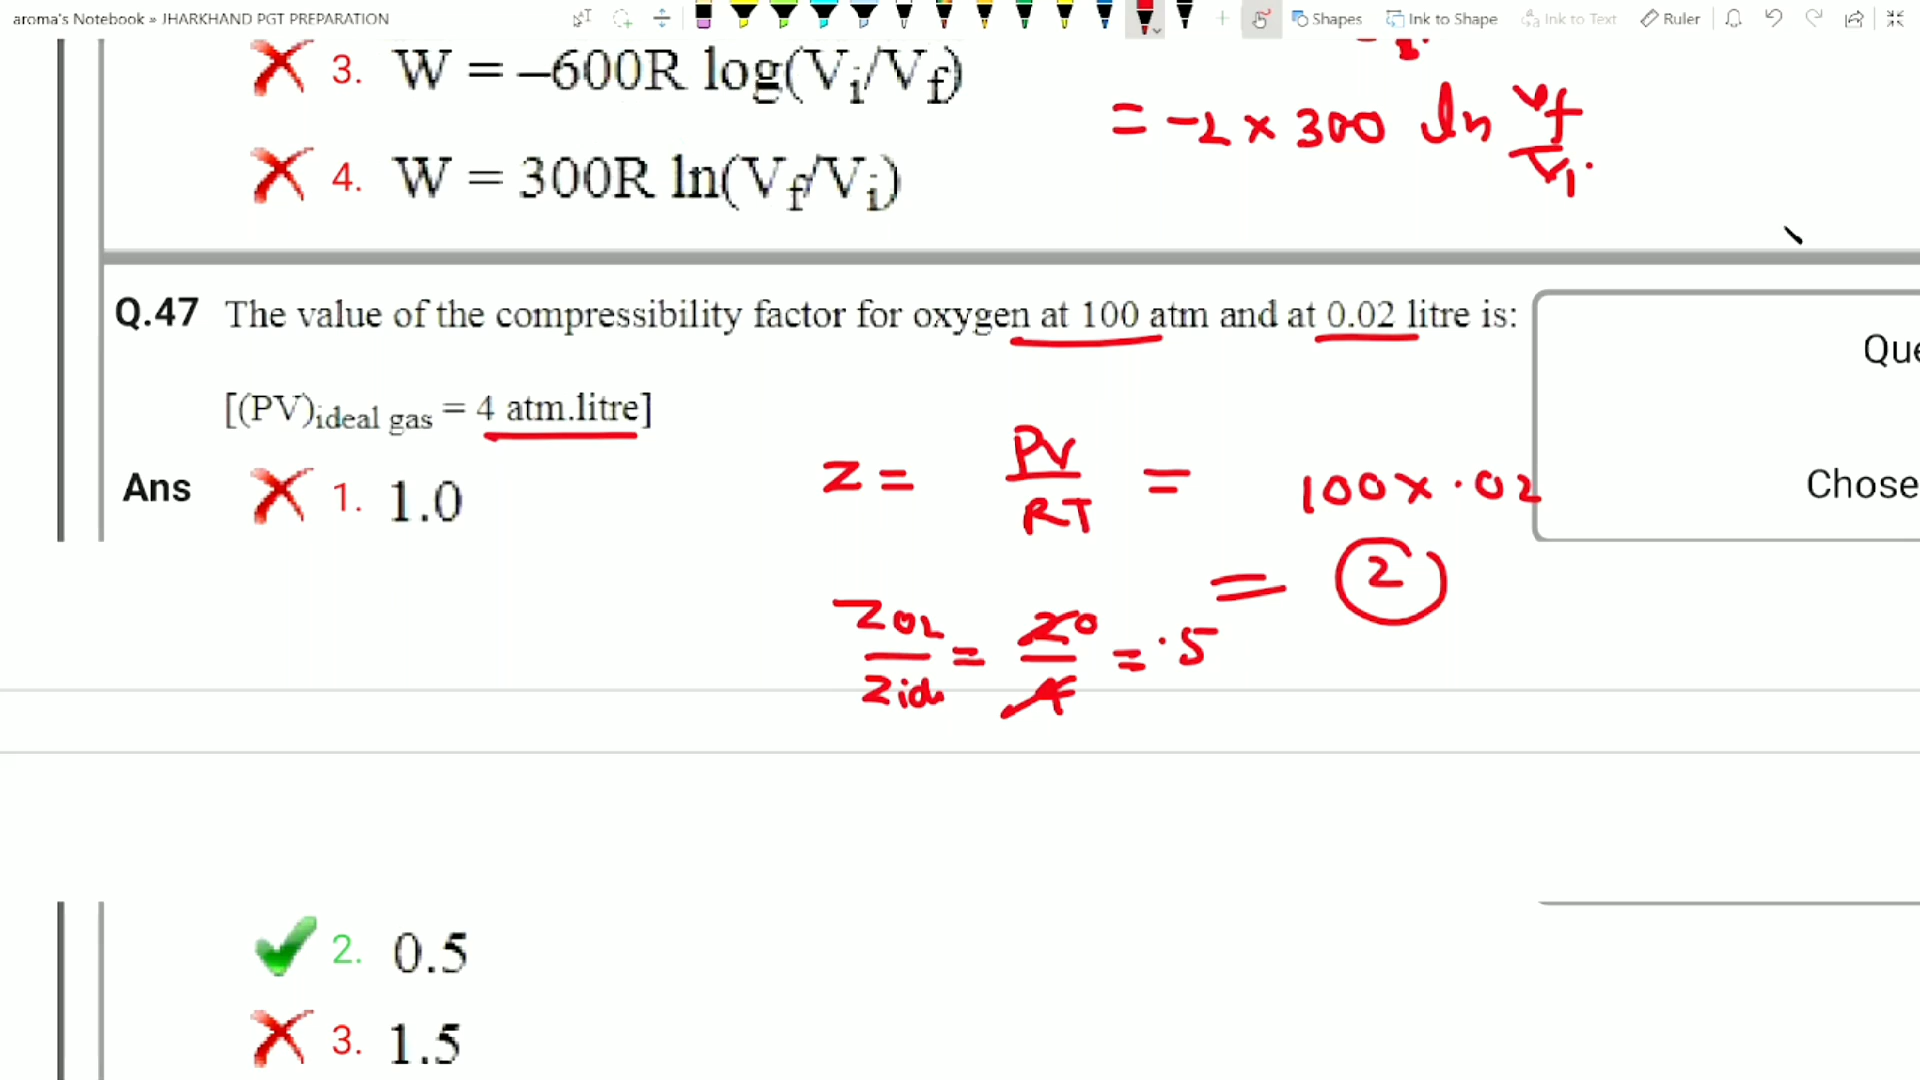 aroma's Notebook » JHARKHAND PGT PREPARATION
Shapes Ink to Shape Ink to Text Ruler
3. W = –600R log(Vi/Vf)
= -2 × 300 ln Vf/Vi
4. W = 300R ln(Vf/Vi)
Q.47 The value of the compressibility factor for oxygen at 100 atm and at 0.02 litre is:
Que
[(PV)ideal gas = 4 atm.litre]
Z = PV/RT = 100 × .02
Chose
Ans 1. 1.0
= 2
ZO2/Zid = 20/4 = .5
2. 0.5
3. 1.5